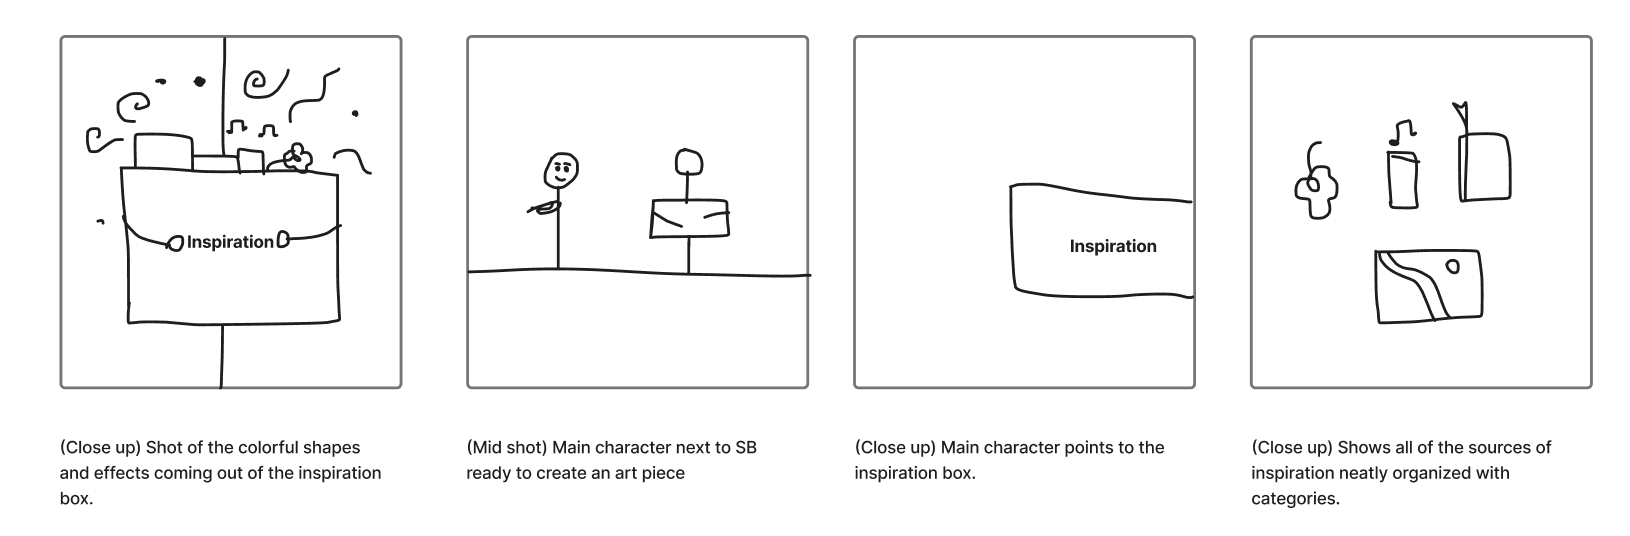 Inspiration
Inspiration
(Close up) Shot of the colorful shapes
and effects coming out of the inspiration
box.
(Mid shot) Main character next to SB
ready to create an art piece
(Close up) Main character points to the
inspiration box.
(Close up) Shows all of the sources of
inspiration neatly organized with
categories.